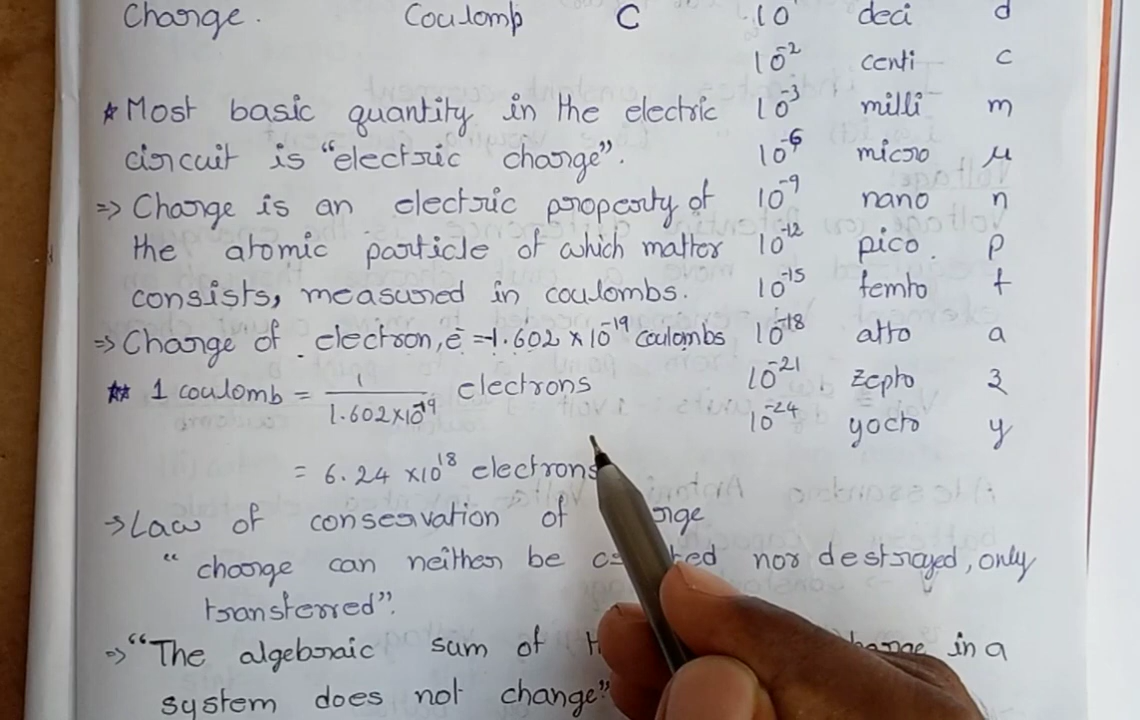 Charge. Coulomb C 10 deci d
10⁻² centi c
* Most basic quantity in the electric 10⁻³ milli m
circuit is "electric charge". 10⁻⁶ micro μ
=> Charge is an electric property of 10⁻⁹ nano n
the atomic particle of which matter 10⁻¹² pico p
consists, measured in coulombs. 10⁻¹⁵ femto f
=> Charge of electron, e = -1.602 × 10⁻¹⁹ coulombs 10⁻¹⁸ atto a
** 1 coulomb = 1 / 1.602×10⁻¹⁹ electrons 10⁻²¹ zepto z
10⁻²⁴ yocto y
= 6.24 ×10¹⁸ electrons
-> Law of conservation of
" charge can neither be nor destroyed, only
transferred".
=> "The algebraic sum of in a
system does not change"